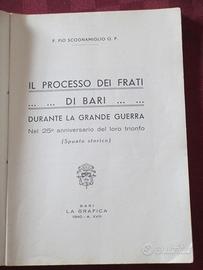 P. PIO SCOGNAMIGLIO O. P.
IL PROCESSO DEI FRATI
... ... DI BARI ... ...
DURANTE LA GRANDE GUERRA
Nel 25° anniversario del loro trionfo
(Spunto storico)
BARI
LA GRAFICA
1940 - A. XVIII
subito